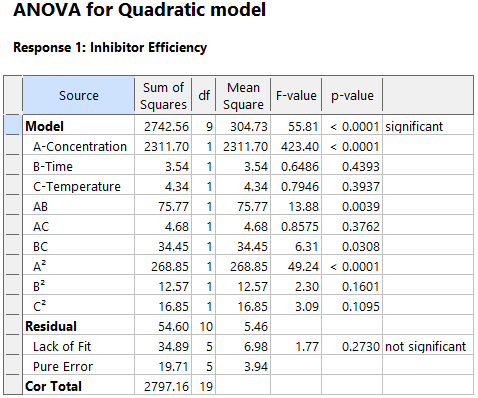 ANOVA for Quadratic model
Response 1: Inhibitor Efficiency
Source Sum of Squares df Mean Square F-value p-value
Model 2742.56 9 304.73 55.81 < 0.0001 significant
A-Concentration 2311.70 1 2311.70 423.40 < 0.0001
B-Time 3.54 1 3.54 0.6486 0.4393
C-Temperature 4.34 1 4.34 0.7946 0.3937
AB 75.77 1 75.77 13.88 0.0039
AC 4.68 1 4.68 0.8575 0.3762
BC 34.45 1 34.45 6.31 0.0308
A² 268.85 1 268.85 49.24 < 0.0001
B² 12.57 1 12.57 2.30 0.1601
C² 16.85 1 16.85 3.09 0.1095
Residual 54.60 10 5.46
Lack of Fit 34.89 5 6.98 1.77 0.2730 not significant
Pure Error 19.71 5 3.94
Cor Total 2797.16 19